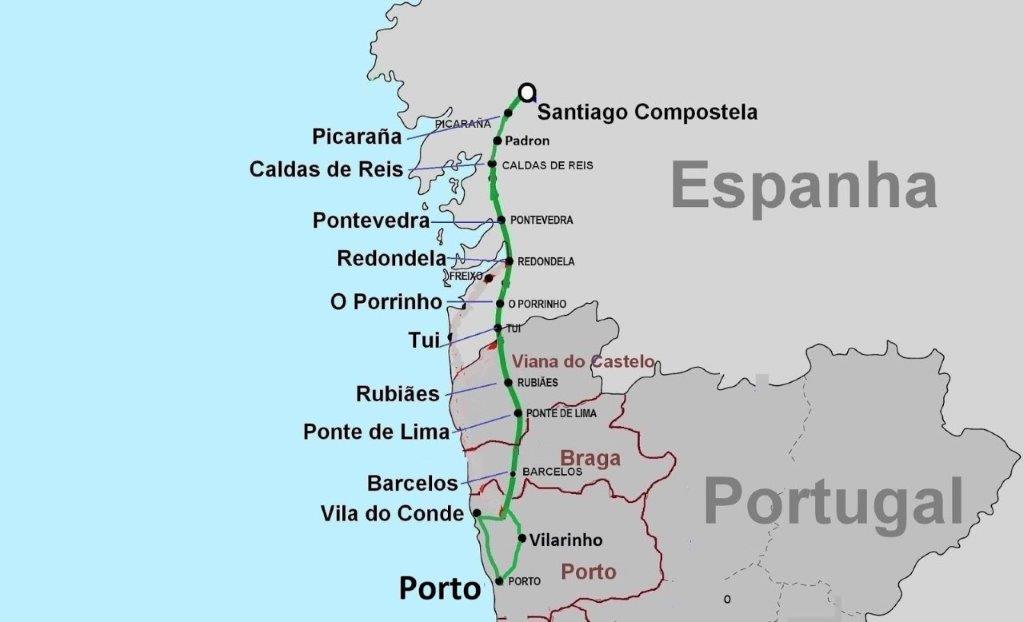 Santiago Compostela
PICARAÑA
Picaraña
Padron
Caldas de Reis
CALDAS DE REIS
Espanha
Pontevedra
PONTEVEDRA
Redondela
REDONDELA
FREIXO
O Porrinho
O PORRINHO
Tui
TUI
Viana do Castelo
Rubiães
RUBIÃES
Ponte de Lima
PONTE DE LIMA
Braga
Barcelos
BARCELOS
Portugal
Vila do Conde
Vilarinho
Porto
Porto
PORTO